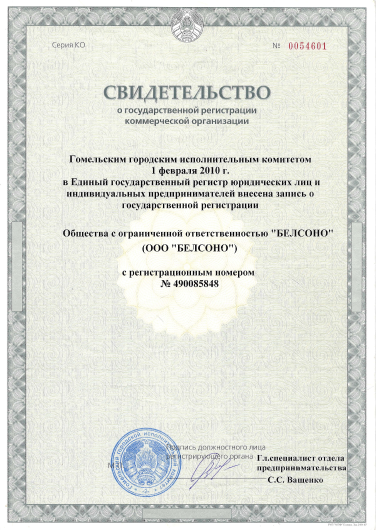 Серия КО № 0054601
СВИДЕТЕЛЬСТВО
о государственной регистрации
коммерческой организации
Гомельским городским исполнительным комитетом
1 февраля 2010 г.
в Единый государственный регистр юридических лиц и
индивидуальных предпринимателей внесена запись о
государственной регистрации
Общества с ограниченной ответственностью "БЕЛСОНО"
(ООО "БЕЛСОНО")
с регистрационным номером
№ 490085848
Подпись должностного лица
регистрирующего органа
Гл.специалист отдела
предпринимательства
С.С. Ващенко